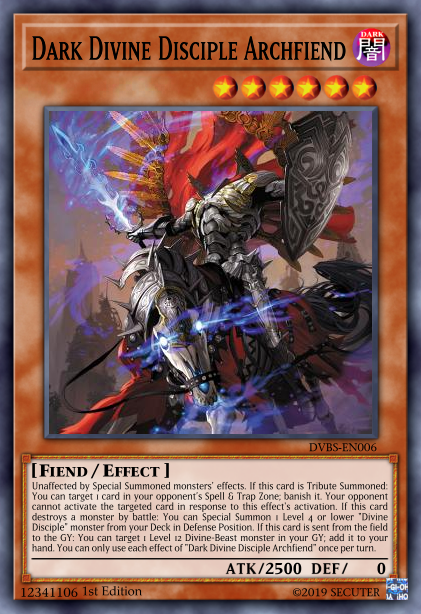 DARK DIVINE DISCIPLE ARCHFIEND
DARK
闇
DVBS-EN006
[FIEND / EFFECT ]
Unaffected by Special Summoned monsters' effects. If this card is Tribute Summoned:
You can target 1 card in your opponent's Spell & Trap Zone; banish it. Your opponent
cannot activate the targeted card in response to this effect's activation. If this card
destroys a monster by battle: You can Special Summon 1 Level 4 or lower "Divine
Disciple" monster from your Deck in Defense Position. If this card is sent from the field
to the GY: You can target 1 Level 12 Divine-Beast monster in your GY; add it to your
hand. You can only use each effect of "Dark Divine Disciple Archfiend" once per turn.
ATK/2500 DEF/ 0
12341106 1st Edition ©2019 SECUTER